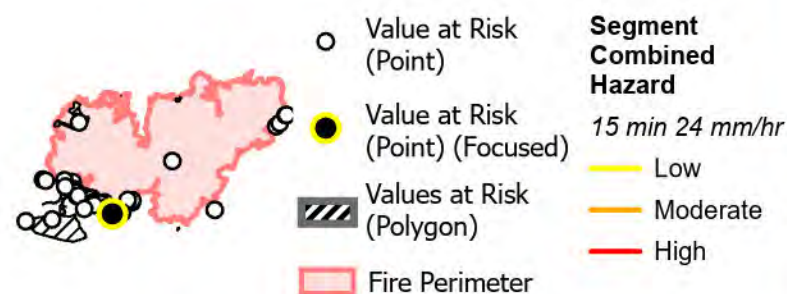 Value at Risk
(Point)
Value at Risk
(Point) (Focused)
Values at Risk
(Polygon)
Fire Perimeter
Segment
Combined
Hazard
15 min 24 mm/hr
Low
Moderate
High